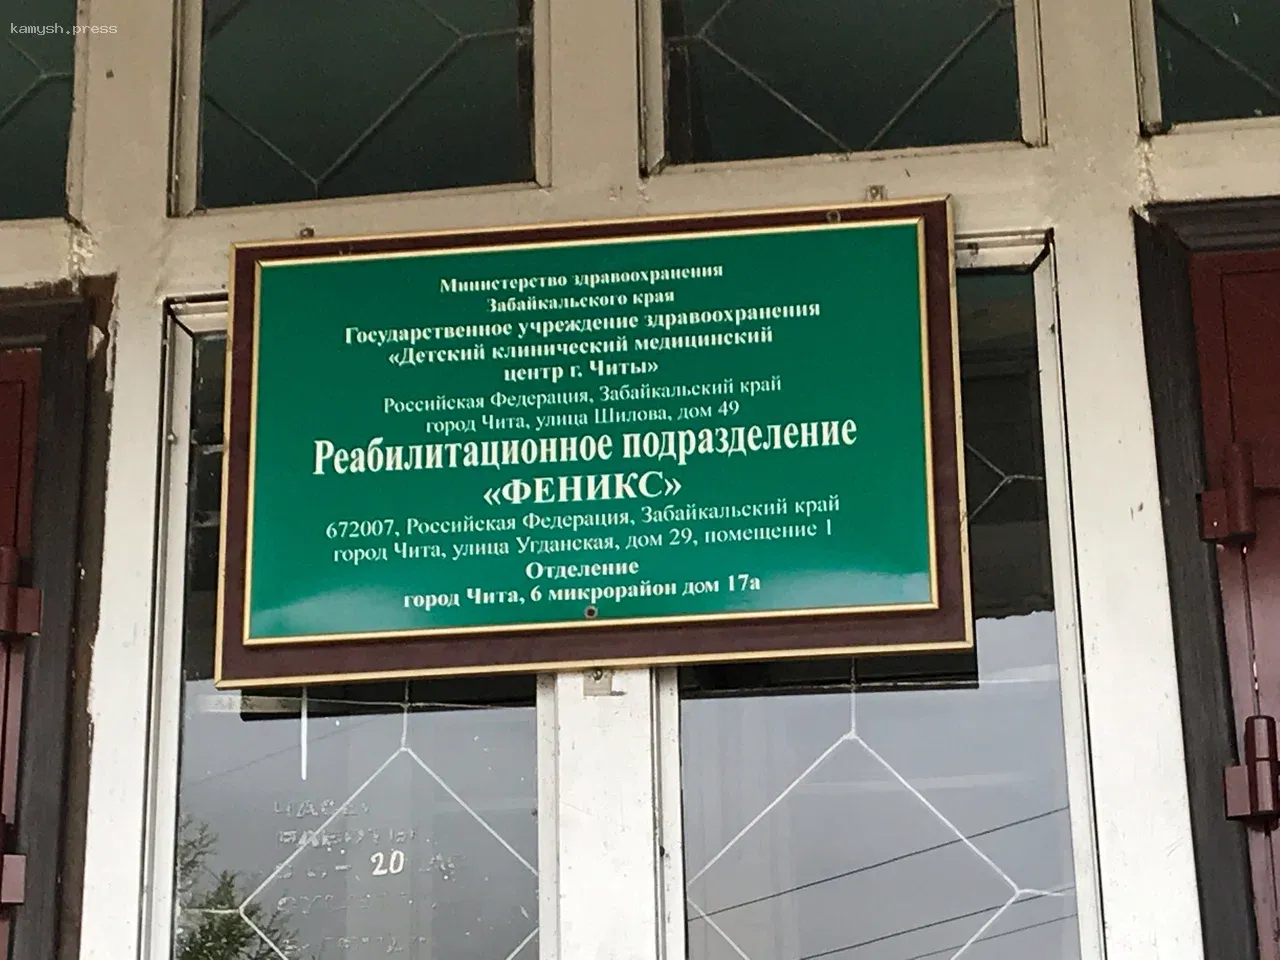 kamysh.press
Министерство здравоохранения
Забайкальского края
Государственное учреждение здравоохранения
«Детский клинический медицинский
центр г. Читы»
Российская Федерация, Забайкальский край
город Чита, улица Шилова, дом 49
Реабилитационное подразделение
«ФЕНИКС»
672007, Российская Федерация, Забайкальский край
город Чита, улица Угданская, дом 29, помещение 1
Отделение
город Чита, 6 микрорайон дом 17а
20